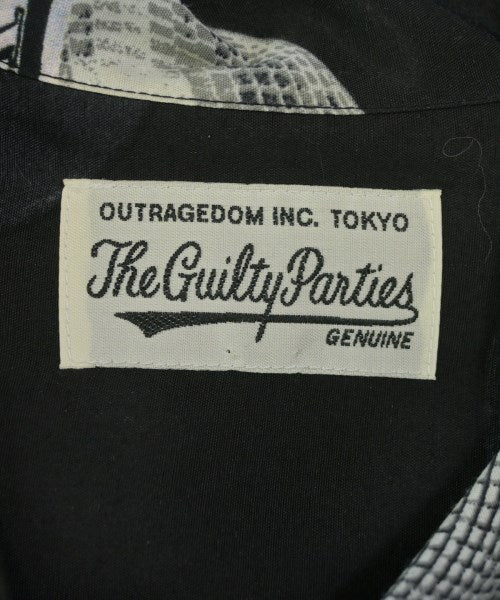 OUTRAGEDOM INC. TOKYO
The Guilty Parties
GENUINE